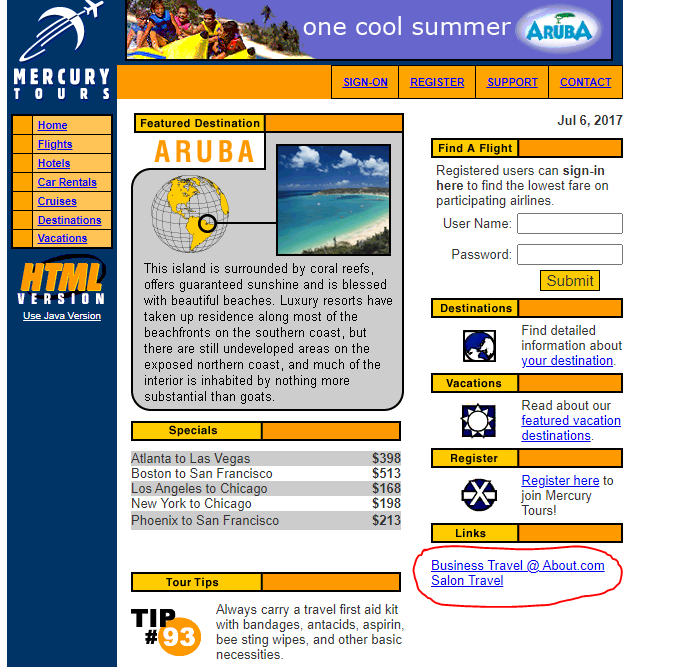 one cool summer ARUBA
MERCURY
TOURS
SIGN-ON REGISTER SUPPORT CONTACT
Home
Flights
Hotels
Car Rentals
Cruises
Destinations
Vacations
HTML
VERSION
Use Java Version
Featured Destination
ARUBA
This island is surrounded by coral reefs,
offers guaranteed sunshine and is blessed
with beautiful beaches. Luxury resorts have
taken up residence along most of the
beachfronts on the southern coast, but
there are still undeveloped areas on the
exposed northern coast, and much of the
interior is inhabited by nothing more
substantial than goats.
Specials
Atlanta to Las Vegas $398
Boston to San Francisco $513
Los Angeles to Chicago $168
New York to Chicago $198
Phoenix to San Francisco $213
Tour Tips
TIP
#93
Always carry a travel first aid kit
with bandages, antacids, aspirin,
bee sting wipes, and other basic
necessities.
Jul 6, 2017
Find A Flight
Registered users can sign-in
here to find the lowest fare on
participating airlines.
User Name:
Password:
Submit
Destinations
Find detailed
information about
your destination.
Vacations
Read about our
featured vacation
destinations.
Register
Register here to
join Mercury
Tours!
Links
Business Travel @ About.com
Salon Travel